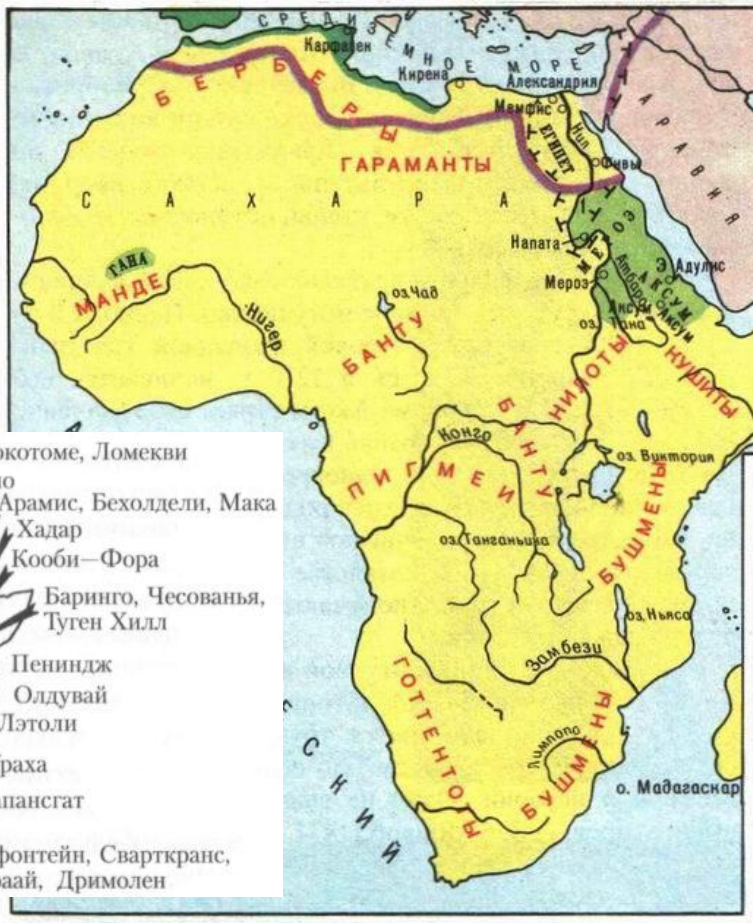 СРЕДИЗЕМНОЕ МОРЕ
Карфаген
Кирена
Александрия
БЕРБЕРЫ
Мемфис
ЕГИПЕТ
Нил
АРАВИЯ
Фивы
ГАРАМАНТЫ
САХАРА
Напата
Мероэ
Атбара
Адулис
АКСУМ
Аксум
ГАНА
МАНДЕ
Нигер
оз.Чад
оз. Тана
БАНТУ
НИЛОТЫ
КУШИТЫ
БАНТУ
Конго
ПИГМЕИ
оз. Виктория
БУШМЕНЫ
оз.Танганьика
оз.Ньяса
Замбези
ГОТТЕНТОТЫ
БУШМЕНЫ
Лимпопо
о. Мадагаскар
СКИЙ
окотоме, Ломекви
ло
Арамис, Бехолдели, Мака
Хадар
Кооби—Фора
Баринго, Чесованья,
Туген Хилл
Пениндж
Олдувай
Лэтоли
раха
апансгат
фонтейн, Сварткранс,
раай, Дримолен